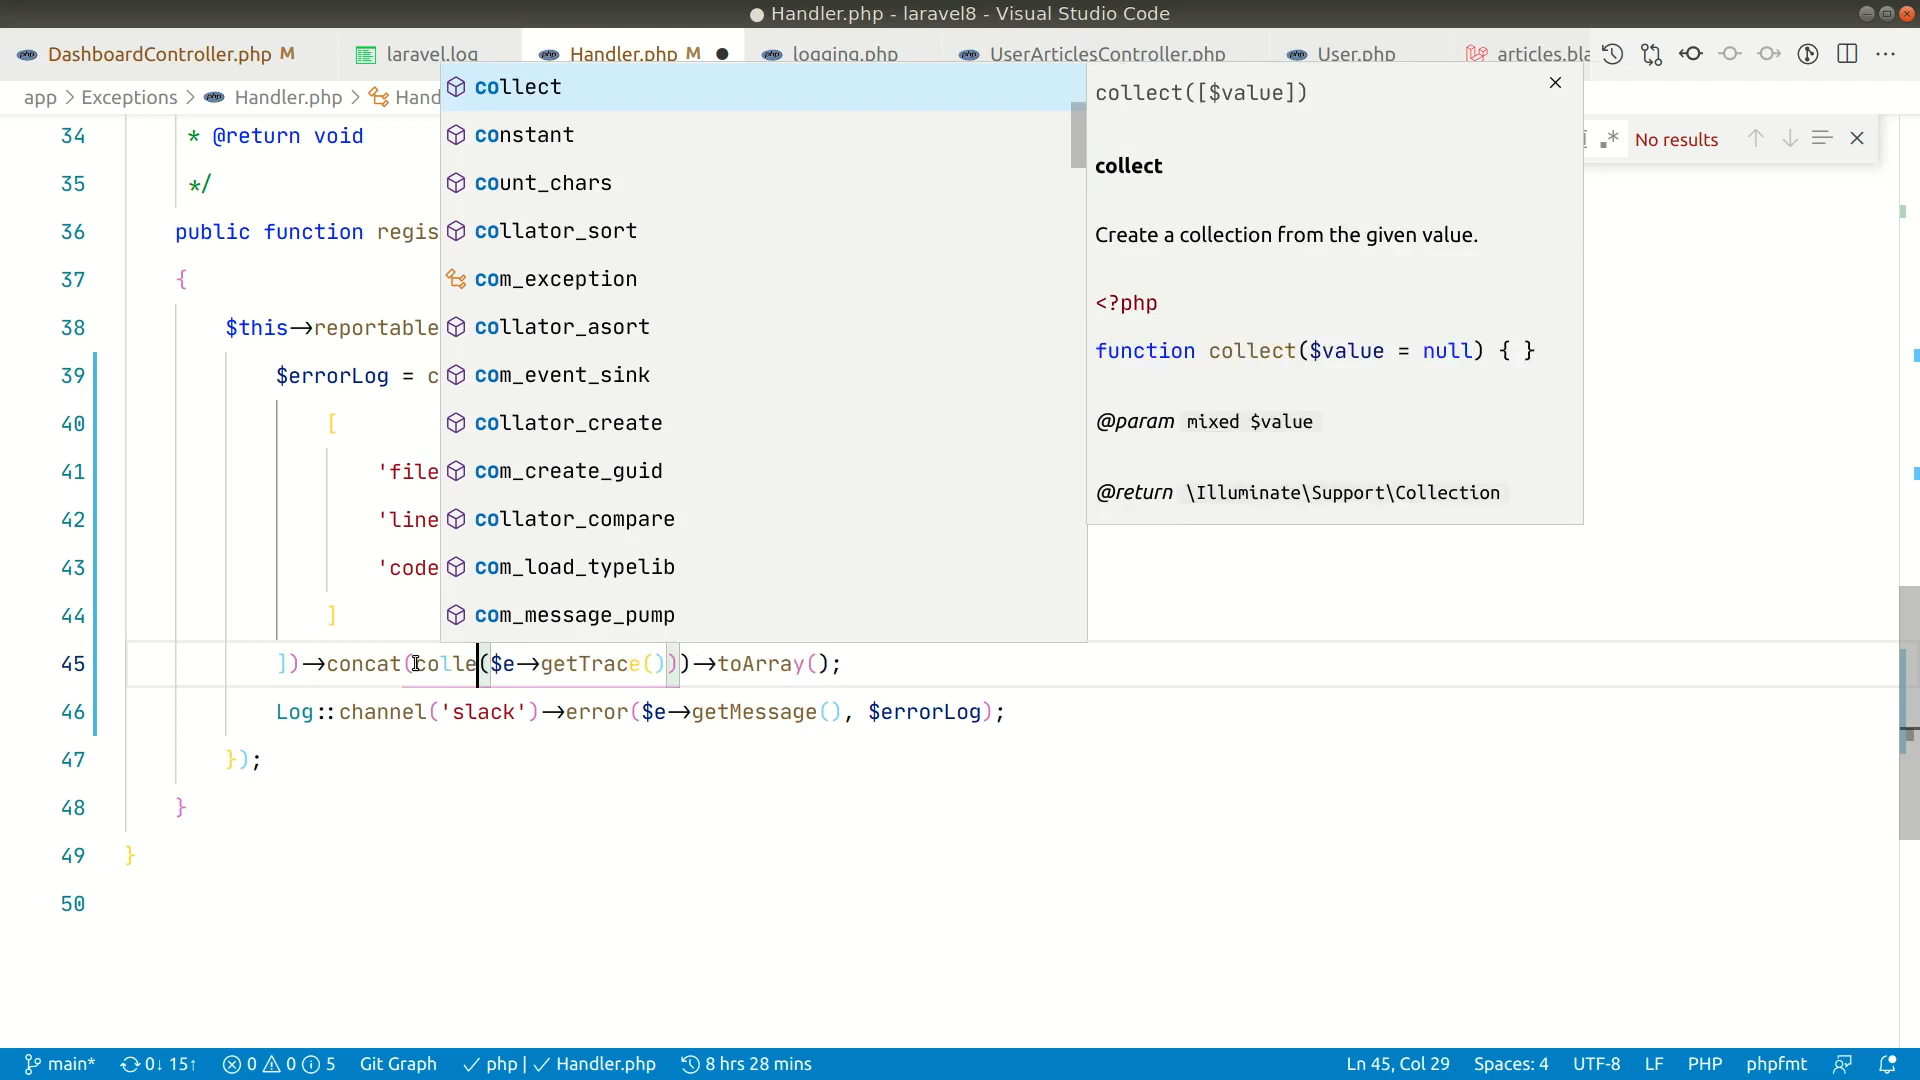 Handler.php - laravel8 - Visual Studio Code
DashboardController.php M
laravel.log
Handler.php M
logging.php
UserArticlesController.php
User.php
articles.bla
app > Exceptions > Handler.php > Hand
34 * @return void
35 */
36 public function regis
37 {
38 $this->reportable
39 $errorLog = c
40 [
41 'file
42 'line
43 'code
44 ]
45 ])->concat(colle($e->getTrace()))->toArray();
46 Log::channel('slack')->error($e->getMessage(), $errorLog);
47 });
48 }
49 }
50
collect
constant
count_chars
collator_sort
com_exception
collator_asort
com_event_sink
collator_create
com_create_guid
collator_compare
com_load_typelib
com_message_pump
collect([$value])
collect
Create a collection from the given value.
<?php
function collect($value = null) { }
@param mixed $value
@return \Illuminate\Support\Collection
.* No results
main* 0↓ 15↑ 0 0 5 Git Graph ✓ php | ✓ Handler.php 8 hrs 28 mins
Ln 45, Col 29 Spaces: 4 UTF-8 LF PHP phpfmt